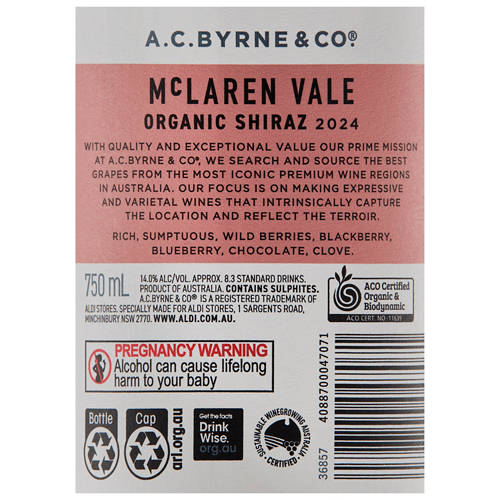 A.C.BYRNE & CO.®
McLAREN VALE
ORGANIC SHIRAZ 2024
WITH QUALITY AND EXCEPTIONAL VALUE OUR PRIME MISSION
AT A.C.BYRNE & CO®, WE SEARCH AND SOURCE THE BEST
GRAPES FROM THE MOST ICONIC PREMIUM WINE REGIONS
IN AUSTRALIA. OUR FOCUS IS ON MAKING EXPRESSIVE
AND VARIETAL WINES THAT INTRINSICALLY CAPTURE
THE LOCATION AND REFLECT THE TERROIR.
RICH, SUMPTUOUS, WILD BERRIES, BLACKBERRY,
BLUEBERRY, CHOCOLATE, CLOVE.
750 mL
14.0% ALC/VOL. APPROX. 8.3 STANDARD DRINKS.
PRODUCT OF AUSTRALIA. CONTAINS SULPHITES.
A.C.BYRNE & CO® IS A REGISTERED TRADEMARK OF
ALDI STORES. SPECIALLY MADE FOR ALDI STORES, 1 SARGENTS ROAD,
MINCHINBURY NSW 2770. WWW.ALDI.COM.AU.
ACO Certified
Organic &
Biodynamic
ACO CERT. NO-11639
PREGNANCY WARNING
Alcohol can cause lifelong
harm to your baby
Bottle
Cap
arl.org.au
Get the facts
Drink
Wise.
org.au
SUSTAINABLE WINEGROWING AUSTRALIA
• CERTIFIED •
36857
4088700047071